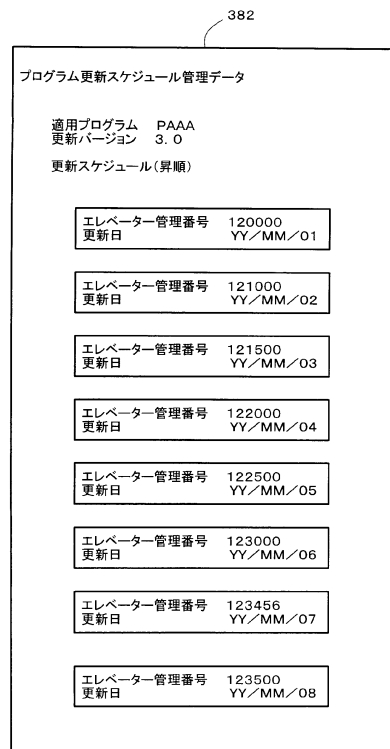 382
プログラム更新スケジュール管理データ
適用プログラム PAAA
更新バージョン 3.0
更新スケジュール(昇順)
エレベーター管理番号 120000
更新日 YY/MM/01
エレベーター管理番号 121000
更新日 YY/MM/02
エレベーター管理番号 121500
更新日 YY/MM/03
エレベーター管理番号 122000
更新日 YY/MM/04
エレベーター管理番号 122500
更新日 YY/MM/05
エレベーター管理番号 123000
更新日 YY/MM/06
エレベーター管理番号 123456
更新日 YY/MM/07
エレベーター管理番号 123500
更新日 YY/MM/08